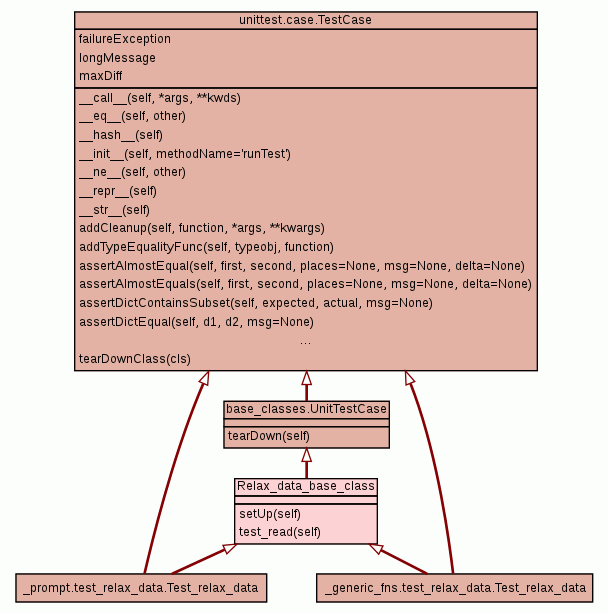 unittest.case.TestCase
failureException
longMessage
maxDiff
__call__(self, *args, **kwds)
__eq__(self, other)
__hash__(self)
__init__(self, methodName='runTest')
__ne__(self, other)
__repr__(self)
__str__(self)
addCleanup(self, function, *args, **kwargs)
addTypeEqualityFunc(self, typeobj, function)
assertAlmostEqual(self, first, second, places=None, msg=None, delta=None)
assertAlmostEquals(self, first, second, places=None, msg=None, delta=None)
assertDictContainsSubset(self, expected, actual, msg=None)
assertDictEqual(self, d1, d2, msg=None)
...
tearDownClass(cls)
base_classes.UnitTestCase
tearDown(self)
Relax_data_base_class
setUp(self)
test_read(self)
_prompt.test_relax_data.Test_relax_data
_generic_fns.test_relax_data.Test_relax_data